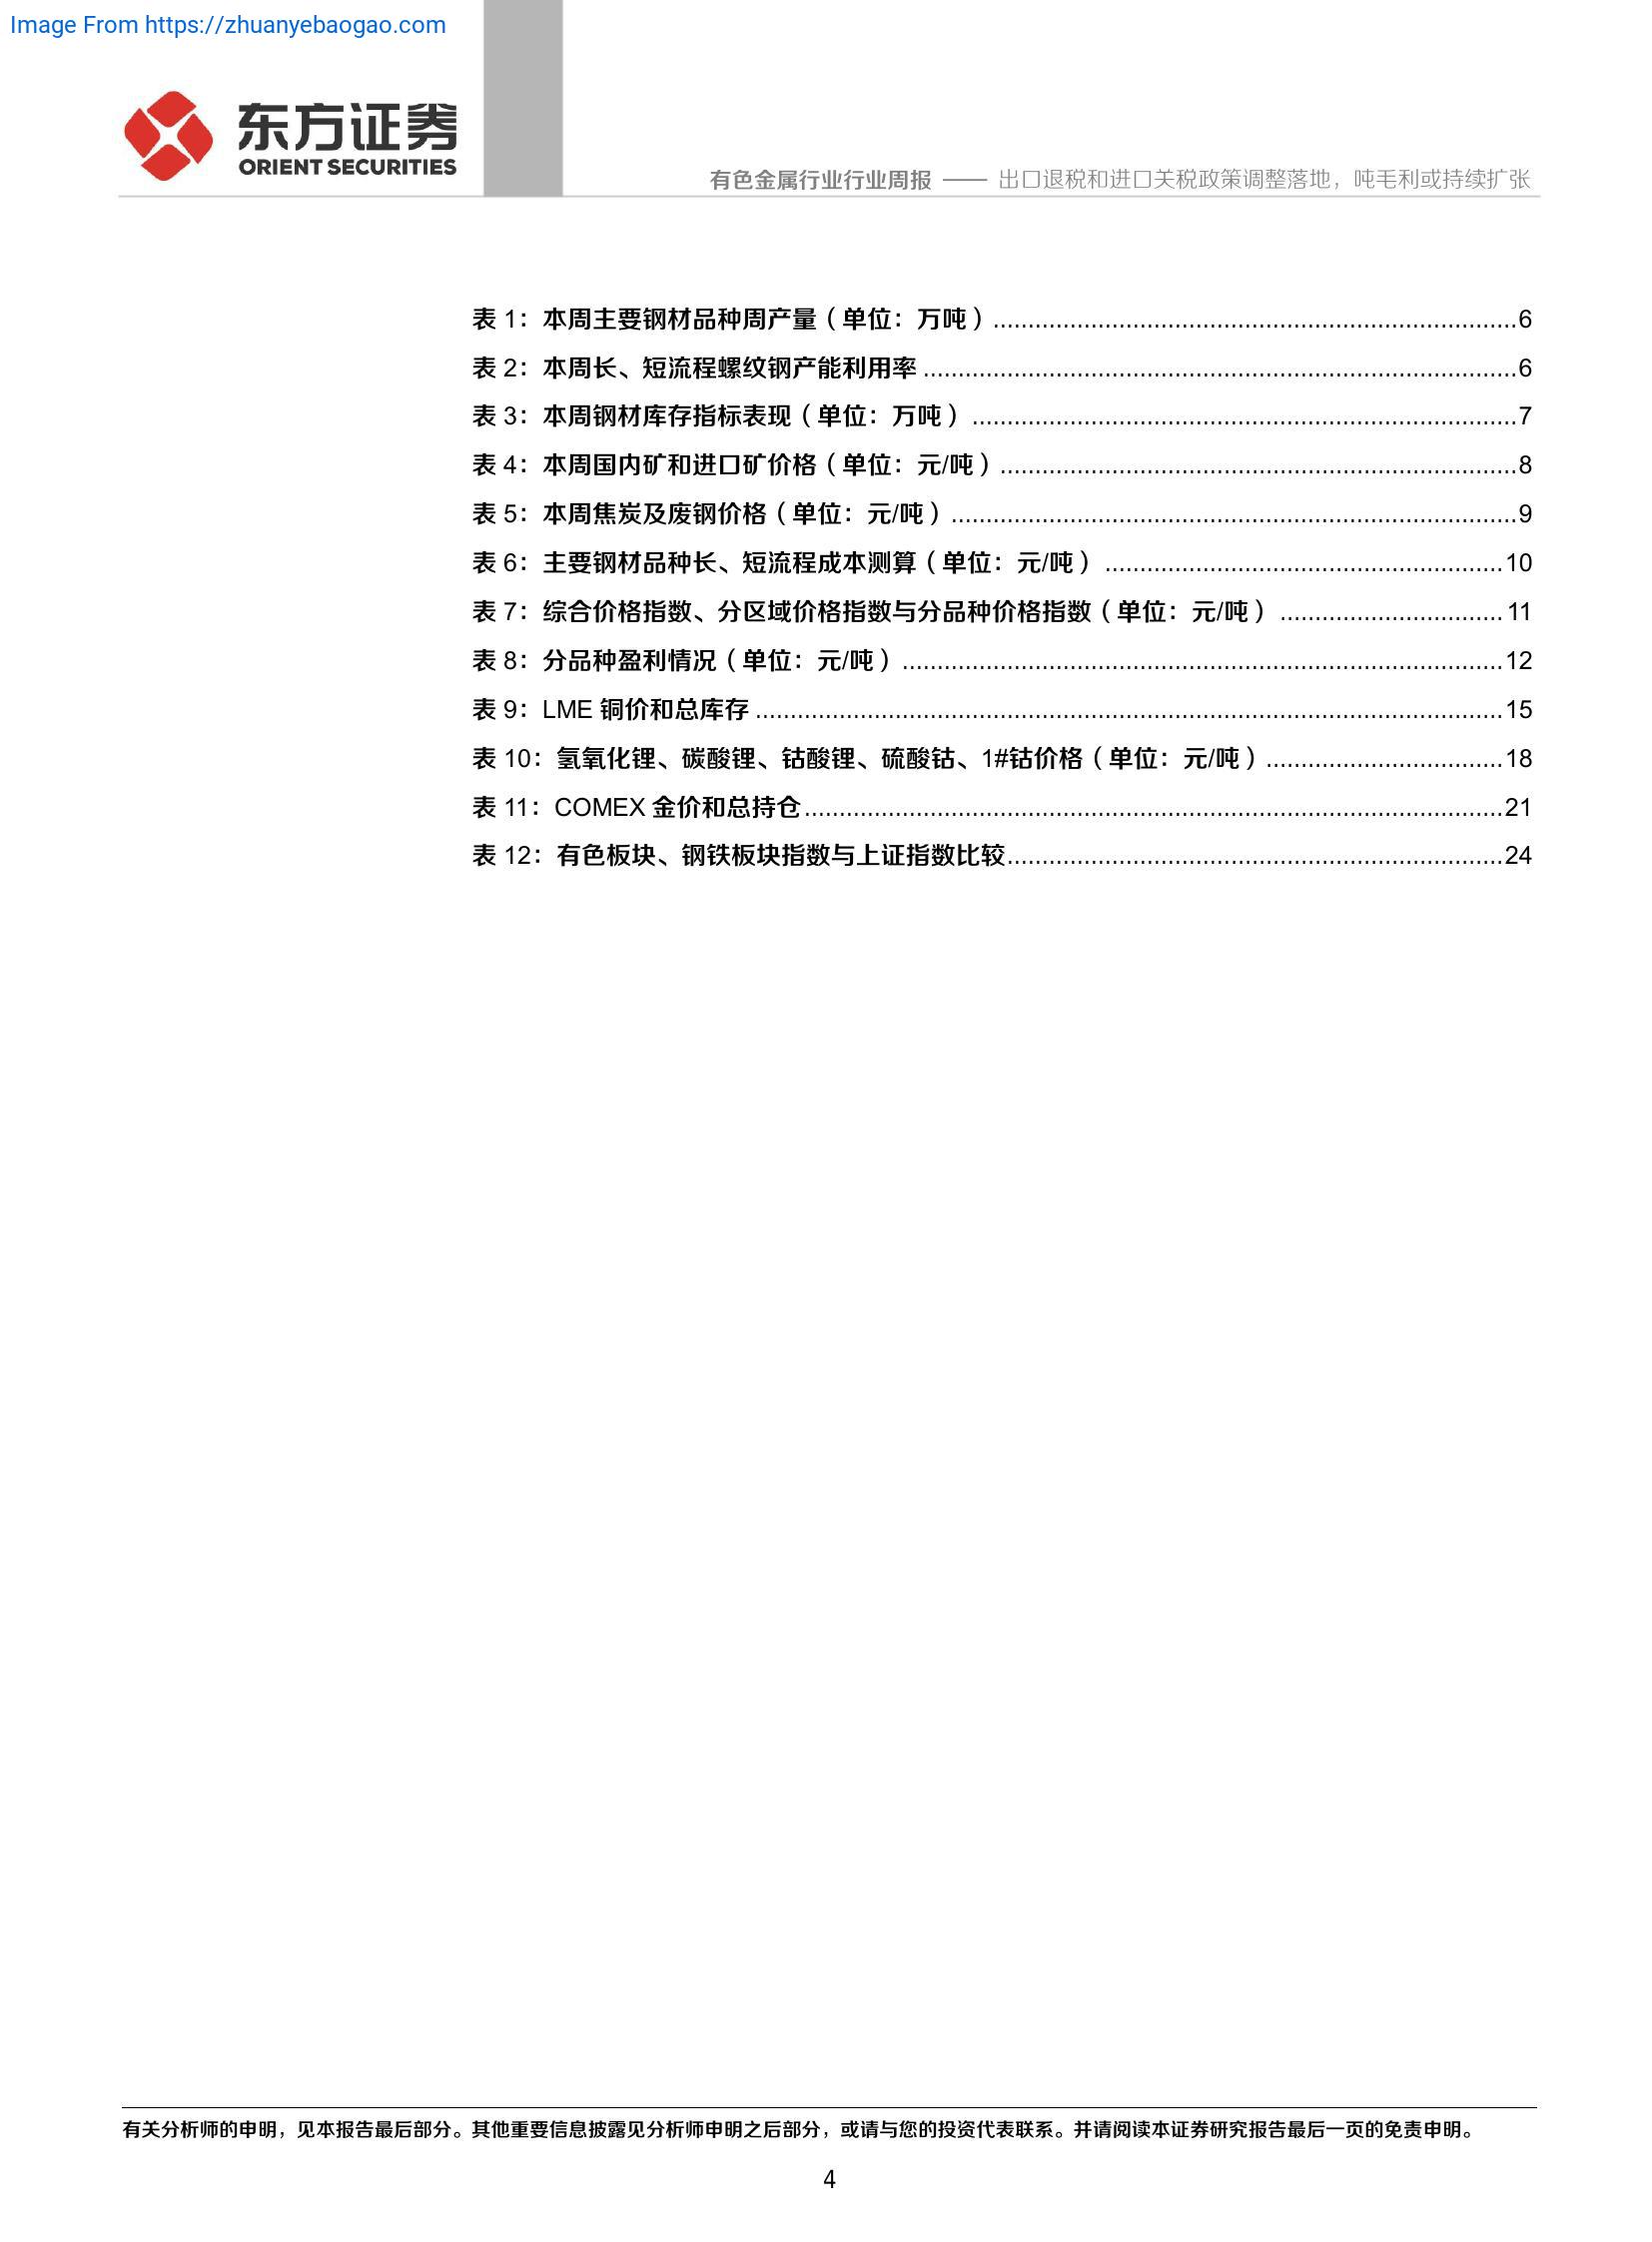 Image From https://zhuanyebaogao.com
东方证券
ORIENT SECURITIES
有色金属行业行业周报 —— 出口退税和进口关税政策调整落地，吨毛利或持续扩张
表 1：本周主要钢材品种周产量（单位：万吨）...........................................................................6
表 2：本周长、短流程螺纹钢产能利用率 .....................................................................................6
表 3：本周钢材库存指标表现（单位：万吨） ..............................................................................7
表 4：本周国内矿和进口矿价格（单位：元/吨）..........................................................................8
表 5：本周焦炭及废钢价格（单位：元/吨）.................................................................................9
表 6：主要钢材品种长、短流程成本测算（单位：元/吨） .........................................................10
表 7：综合价格指数、分区域价格指数与分品种价格指数（单位：元/吨） ................................11
表 8：分品种盈利情况（单位：元/吨）......................................................................................12
表 9：LME 铜价和总库存 ...........................................................................................................15
表 10：氢氧化锂、碳酸锂、钴酸锂、硫酸钴、1#钴价格（单位：元/吨）..................................18
表 11：COMEX 金价和总持仓....................................................................................................21
表 12：有色板块、钢铁板块指数与上证指数比较.......................................................................24
有关分析师的申明，见本报告最后部分。其他重要信息披露见分析师申明之后部分，或请与您的投资代表联系。并请阅读本证券研究报告最后一页的免责申明。
4